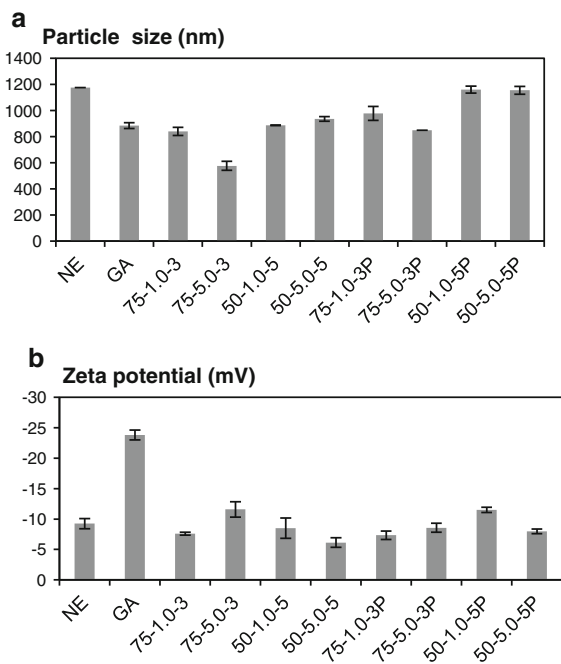 a
Particle size (nm)
1400
1200
1000
800
600
400
200
0
NE
GA
75-1.0-3
75-5.0-3
50-1.0-5
50-5.0-5
75-1.0-3P
75-5.0-3P
50-1.0-5P
50-5.0-5P
b
Zeta potential (mV)
-30
-25
-20
-15
-10
-5
0
NE
GA
75-1.0-3
75-5.0-3
50-1.0-5
50-5.0-5
75-1.0-3P
75-5.0-3P
50-1.0-5P
50-5.0-5P